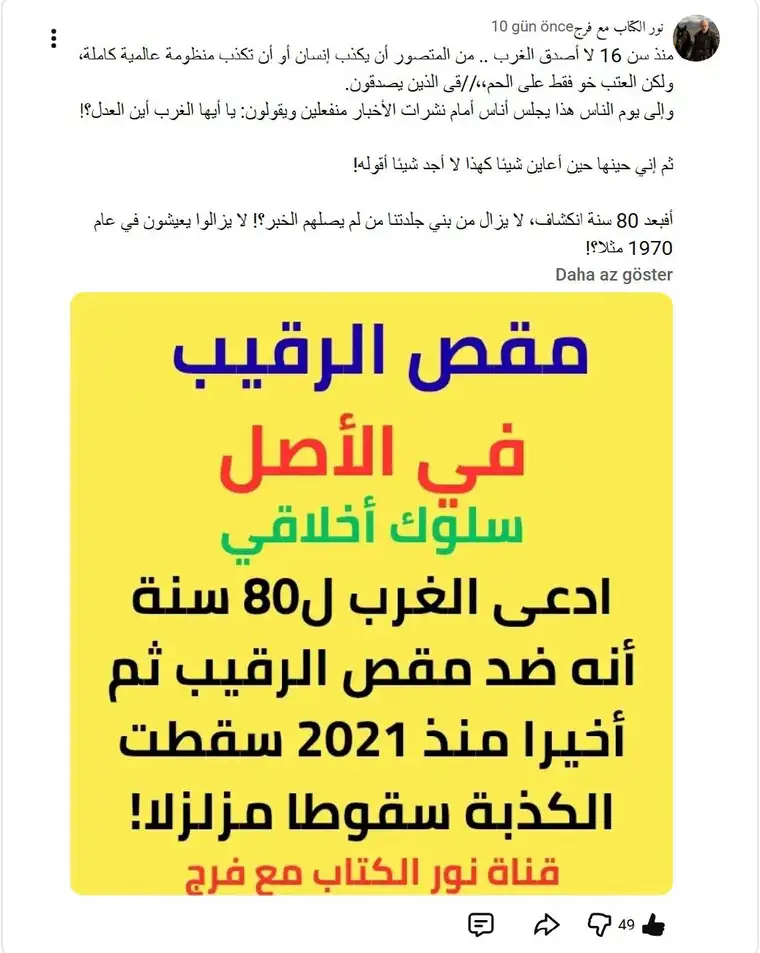 نور الكتاب مع فرج 10 gün önce
منذ سن 16 لا أصدق الغرب .. من المتصور أن يكذب إنسان أو أن تكذب منظومة عالمية كاملة،
ولكن العتب خو فقط على الحم،،//قى الذين يصدقون.
وإلى يوم الناس هذا يجلس أناس أمام نشرات الأخبار منفعلين ويقولون: يا أيها الغرب أين العدل؟!
ثم إني حينها حين أعاين شيئا كهذا لا أجد شيئا أقوله!
أفبعد 80 سنة انكشاف، لا يزال من بني جلدتنا من لم يصلهم الخبر؟! لا يزالوا يعيشون في عام
1970 مثلا؟!
Daha az göster
مقص الرقيب
في الأصل
سلوك أخلاقي
ادعى الغرب ل80 سنة
أنه ضد مقص الرقيب ثم
أخيرا منذ 2021 سقطت
الكذبة سقوطا مزلزلا!
قناة نور الكتاب مع فرج
49